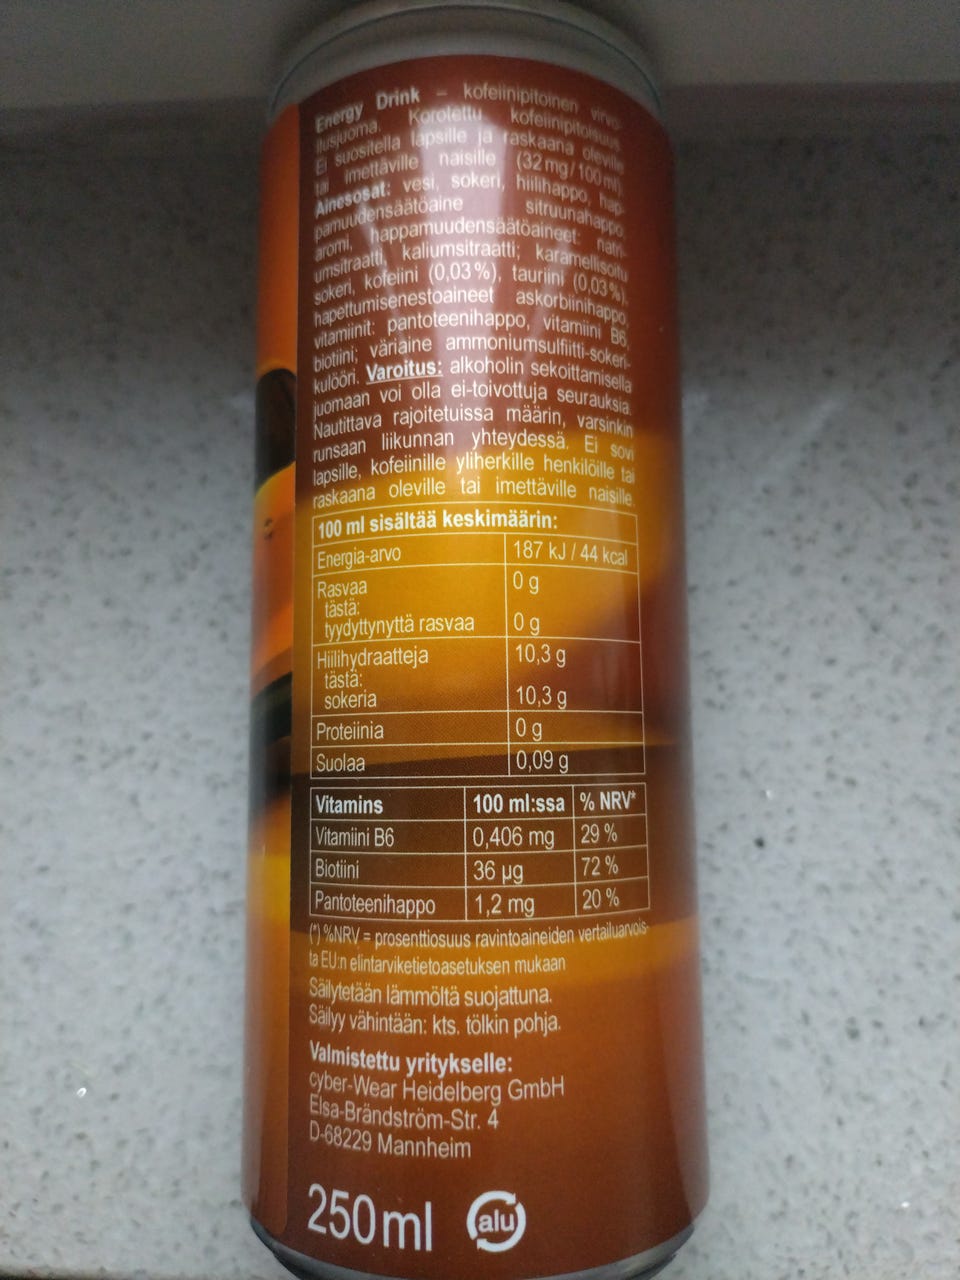 Energy Drink – kofeiinipitoinen virvo-
itusjuoma. Korotettu kofeiinipitoisuus.
Ei suositella lapsille ja raskaana oleville
tai imettäville naisille (32 mg/100 ml).
Ainesosat: vesi, sokeri, hiilihappo, hap-
pamuudensäätöaine sitruunahappo,
aromi, happamuudensäätöaineet: natri-
umsitraatti, kaliumsitraatti; karamellisoitu
sokeri, kofeiini (0,03%), tauriini (0,03%),
hapettumisenestoaineet askorbiinihappo,
vitamiinit: pantoteenihappo, vitamiini B6,
biotiini; väriaine ammoniumsulfiitti-sokeri-
kulööri. Varoitus: alkoholin sekoittamisella
juomaan voi olla ei-toivottuja seurauksia.
Nautittava rajoitetuissa määrin, varsinkin
runsaan liikunnan yhteydessä. Ei sovi
lapsille, kofeiinille yliherkille henkilöille tai
raskaana oleville tai imettäville naisille.
100 ml sisältää keskimäärin:
Energia-arvo 187 kJ / 44 kcal
Rasvaa 0 g
tästä:
tyydyttynyttä rasvaa 0 g
Hiilihydraatteja 10,3 g
tästä:
sokeria 10,3 g
Proteiinia 0 g
Suolaa 0,09 g
Vitamins 100 ml:ssa % NRV*
Vitamiini B6 0,406 mg 29 %
Biotiini 36 µg 72 %
Pantoteenihappo 1,2 mg 20 %
(*) %NRV = prosenttiosuus ravintoaineiden vertailuarvois-
ta EU:n elintarviketietoasetuksen mukaan
Säilytetään lämmöltä suojattuna.
Säilyy vähintään: kts. tölkin pohja.
Valmistettu yritykselle:
cyber-Wear Heidelberg GmbH
Elsa-Brändström-Str. 4
D-68229 Mannheim
250 ml alu